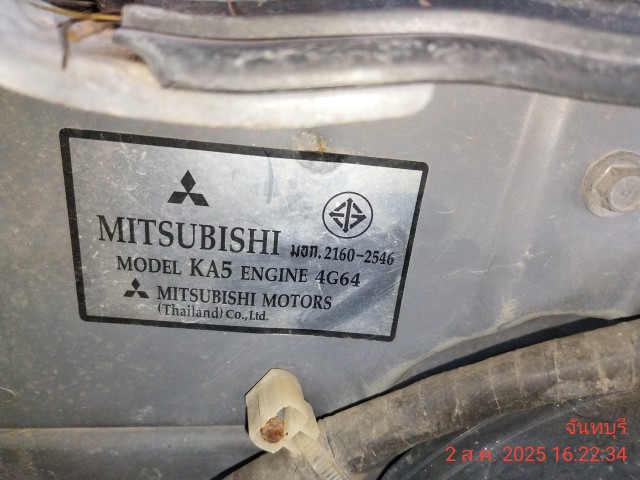 MITSUBISHI มอก.2160-2546
MODEL KA5 ENGINE 4G64
MITSUBISHI MOTORS
(Thailand) Co., Ltd.
จันทบุรี
2 ส.ค. 2025 16:22:34